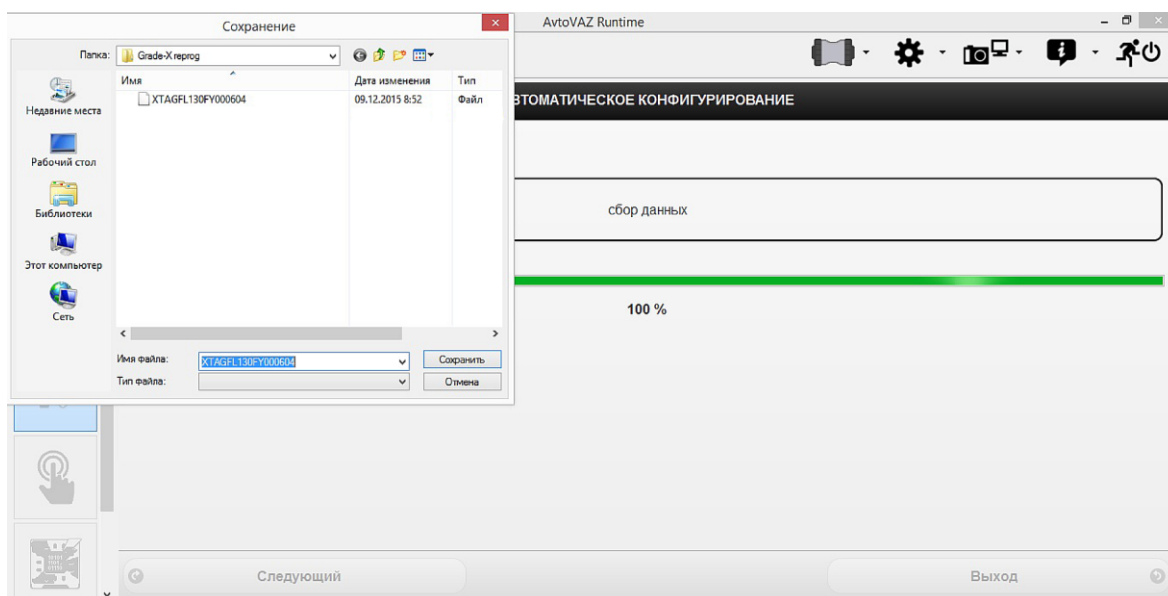 Сохранение
AvtoVAZ Runtime
Папка: Grade-X reprog
Имя Дата изменения Тип
XTAGFL130FY000604 09.12.2015 8:52 Файл
Недавние места
Рабочий стол
Библиотеки
Этот компьютер
Сеть
Имя файла: XTAGFL130FY000604 Сохранить
Тип файла: Отмена
ВТОМАТИЧЕСКОЕ КОНФИГУРИРОВАНИЕ
сбор данных
100 %
Следующий
Выход